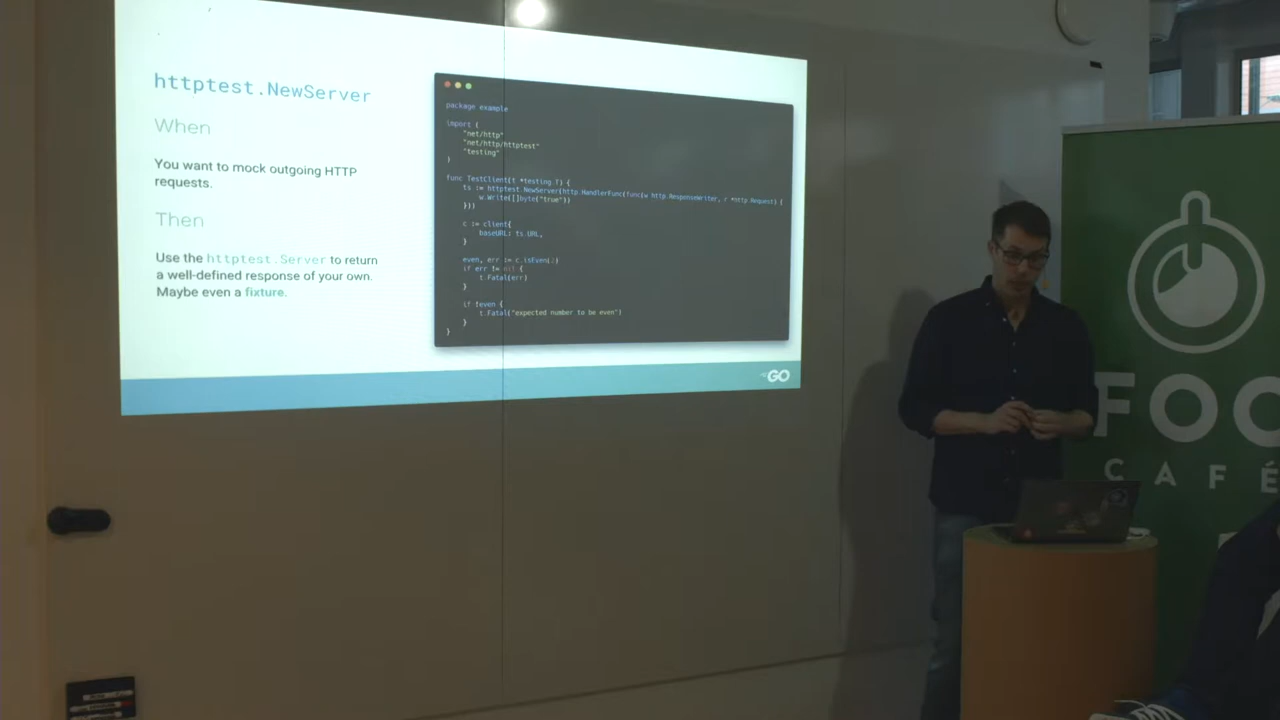 httptest.NewServer
When
You want to mock outgoing HTTP
requests.
Then
Use the httptest.Server to return
a well-defined response of your own.
Maybe even a fixture.
package example
import (
"net/http"
"net/http/httptest"
"testing"
)
func TestClient(t *testing.T) {
ts := httptest.NewServer(http.HandlerFunc(func(w http.ResponseWriter, r *http.Request) {
w.Write([]byte("true"))
}))
c := client{
baseURL: ts.URL,
}
even, err := c.isEven(2)
if err != nil {
t.Fatal(err)
}
if !even {
t.Fatal("expected number to be even")
}
}
GO
FOO
CAFÉ